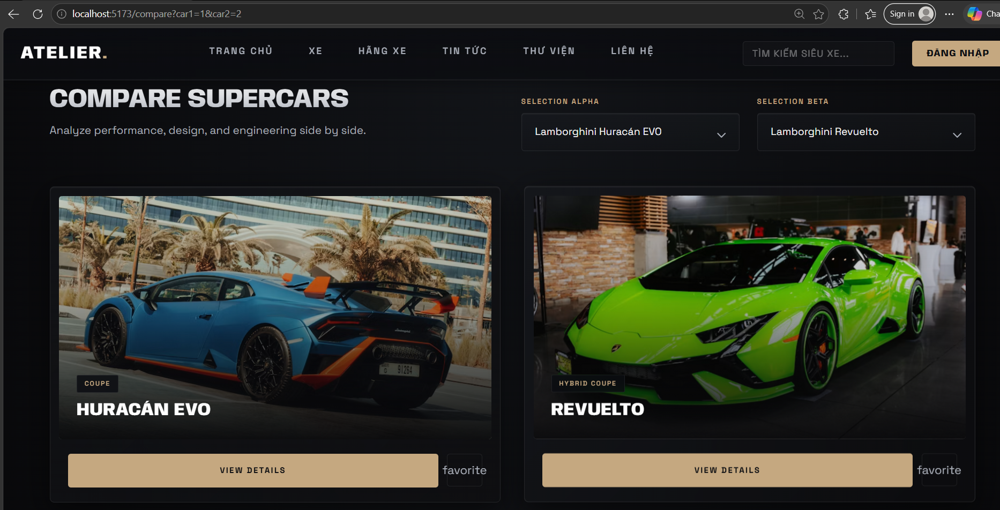 localhost:5173/compare?car1=1&car2=2
Sign in
Cha
ATELIER.
TRANG CHỦ
XE
HÃNG XE
TIN TỨC
THƯ VIỆN
LIÊN HỆ
TÌM KIẾM SIÊU XE...
ĐĂNG NHẬP
COMPARE SUPERCARS
Analyze performance, design, and engineering side by side.
SELECTION ALPHA
Lamborghini Huracán EVO
SELECTION BETA
Lamborghini Revuelto
G 91264
COUPE
HURACÁN EVO
VIEW DETAILS
favorite
HYBRID COUPE
REVUELTO
VIEW DETAILS
favorite